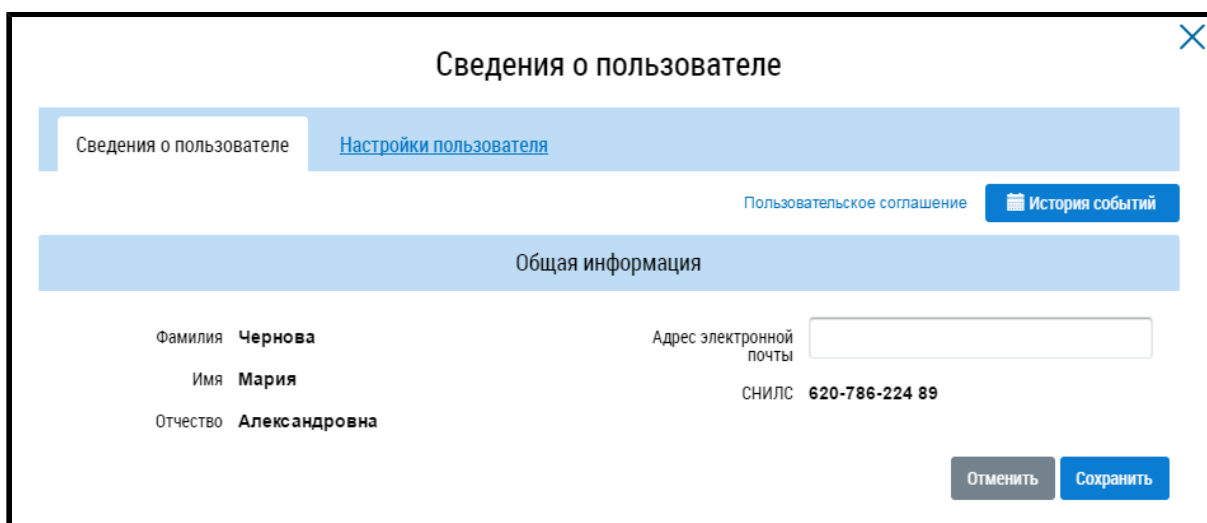 Сведения о пользователе
Сведения о пользователе Настройки пользователя
Пользовательское соглашение История событий
Общая информация
Фамилия Чернова
Имя Мария
Отчество Александровна
Адрес электронной
почты
СНИЛС 620-786-224 89
Отменить Сохранить